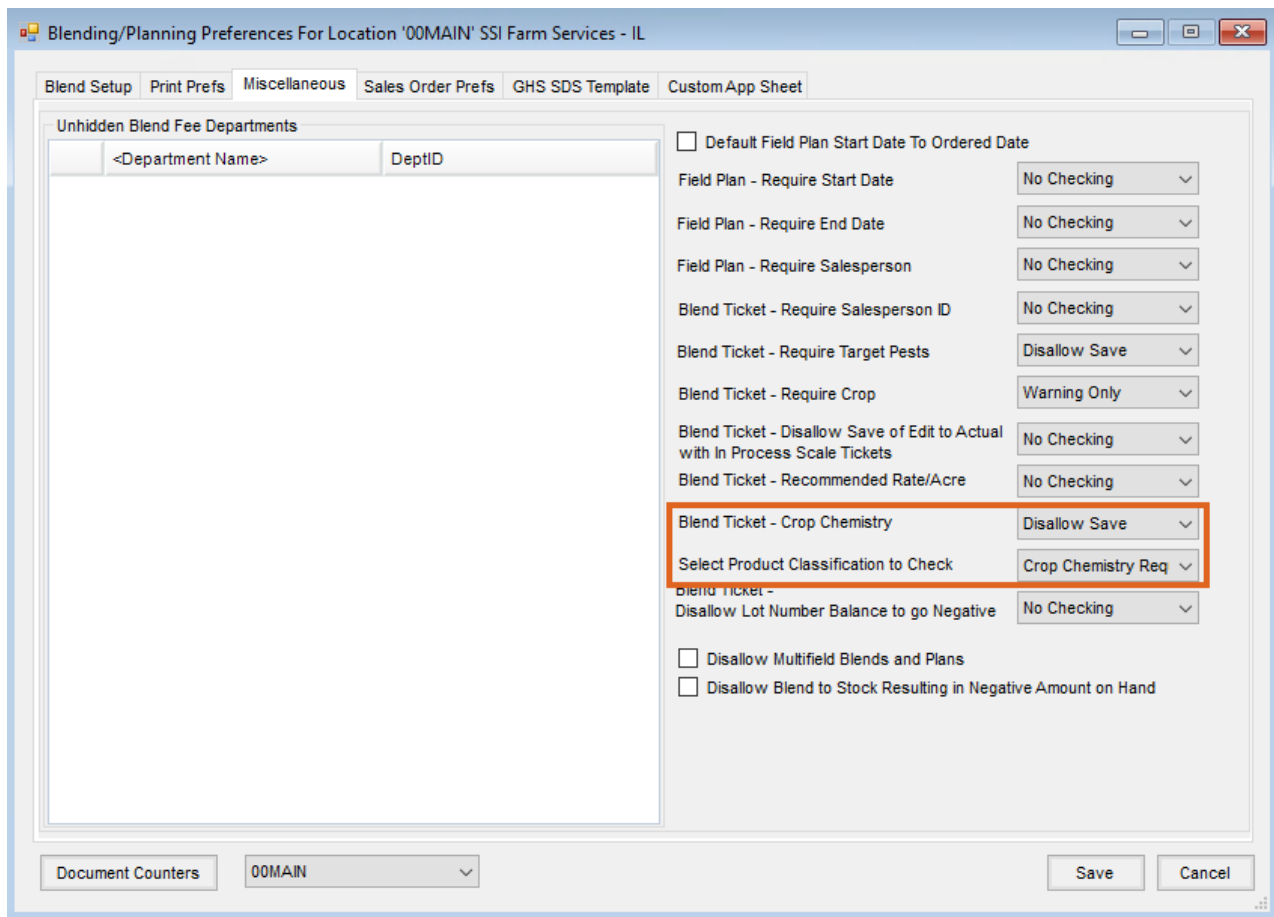 Blending/Planning Preferences For Location '00MAIN' SSI Farm Services - IL
Blend Setup Print Prefs Miscellaneous Sales Order Prefs GHS SDS Template Custom App Sheet
Unhidden Blend Fee Departments
<Department Name> DeptID
Default Field Plan Start Date To Ordered Date
Field Plan - Require Start Date No Checking
Field Plan - Require End Date No Checking
Field Plan - Require Salesperson No Checking
Blend Ticket - Require Salesperson ID No Checking
Blend Ticket - Require Target Pests Disallow Save
Blend Ticket - Require Crop Warning Only
Blend Ticket - Disallow Save of Edit to Actual
with In Process Scale Tickets No Checking
Blend Ticket - Recommended Rate/Acre No Checking
Blend Ticket - Crop Chemistry Disallow Save
Select Product Classification to Check Crop Chemistry Req
Blend Ticket -
Disallow Lot Number Balance to go Negative No Checking
Disallow Multifield Blends and Plans
Disallow Blend to Stock Resulting in Negative Amount on Hand
Document Counters 00MAIN Save Cancel